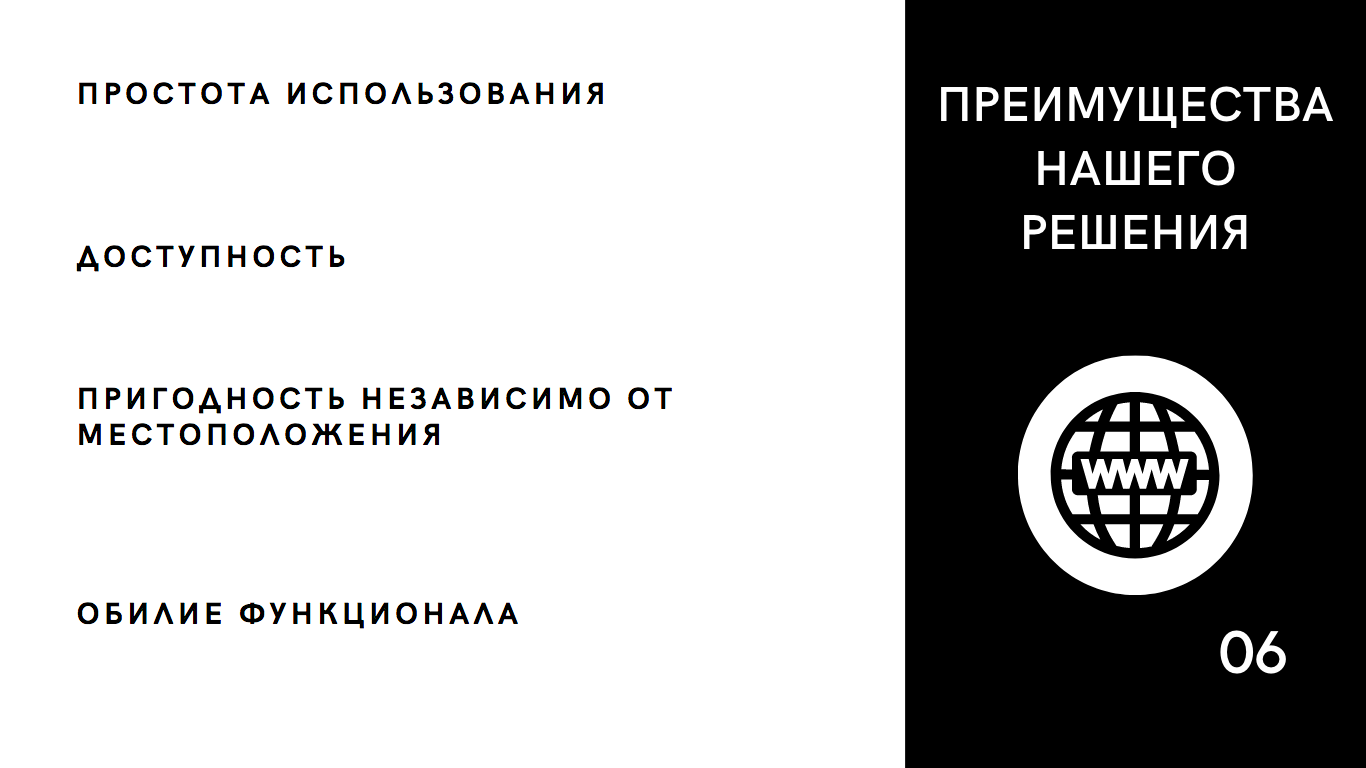 ПРОСТОТА ИСПОЛЬЗОВАНИЯ
ДОСТУПНОСТЬ
ПРИГОДНОСТЬ НЕЗАВИСИМО ОТ
МЕСТОПОЛОЖЕНИЯ
ОБИЛИЕ ФУНКЦИОНАЛА
ПРЕИМУЩЕСТВА
НАШЕГО
РЕШЕНИЯ
WWW
06